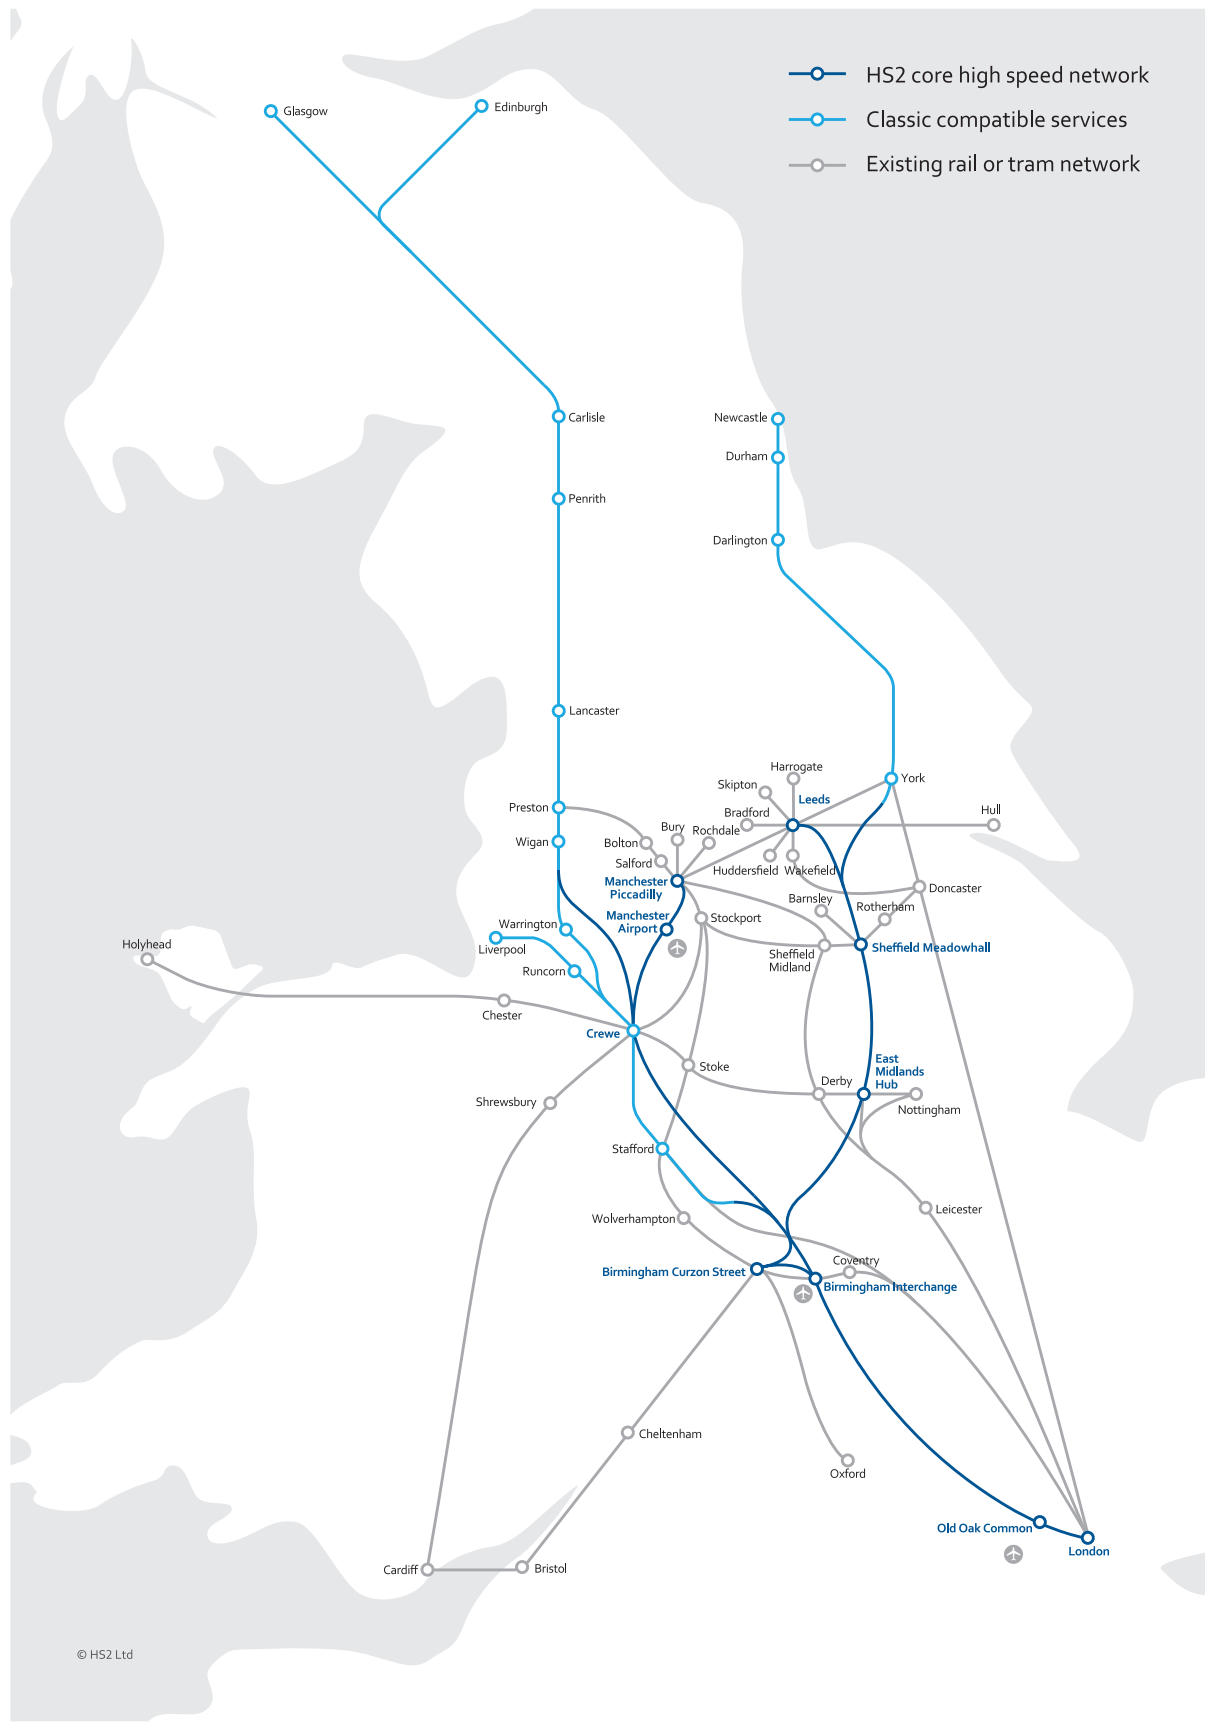 HS2 core high speed network
Classic compatible services
Existing rail or tram network
Glasgow
Edinburgh
Carlisle
Newcastle
Durham
Penrith
Darlington
Lancaster
Harrogate
York
Skipton
Leeds
Preston
Bradford
Hull
Bury
Rochdale
Wigan
Bolton
Salford
Huddersfield
Wakefield
Manchester
Piccadilly
Doncaster
Barnsley
Rotherham
Manchester
Airport
Stockport
Warrington
Liverpool
Holyhead
Sheffield Meadowhall
Sheffield
Midland
Runcorn
Chester
Crewe
Stoke
East
Midlands
Hub
Derby
Nottingham
Shrewsbury
Stafford
Leicester
Wolverhampton
Coventry
Birmingham Curzon Street
Birmingham Interchange
Cheltenham
Oxford
Old Oak Common
London
Cardiff
Bristol
© HS2 Ltd